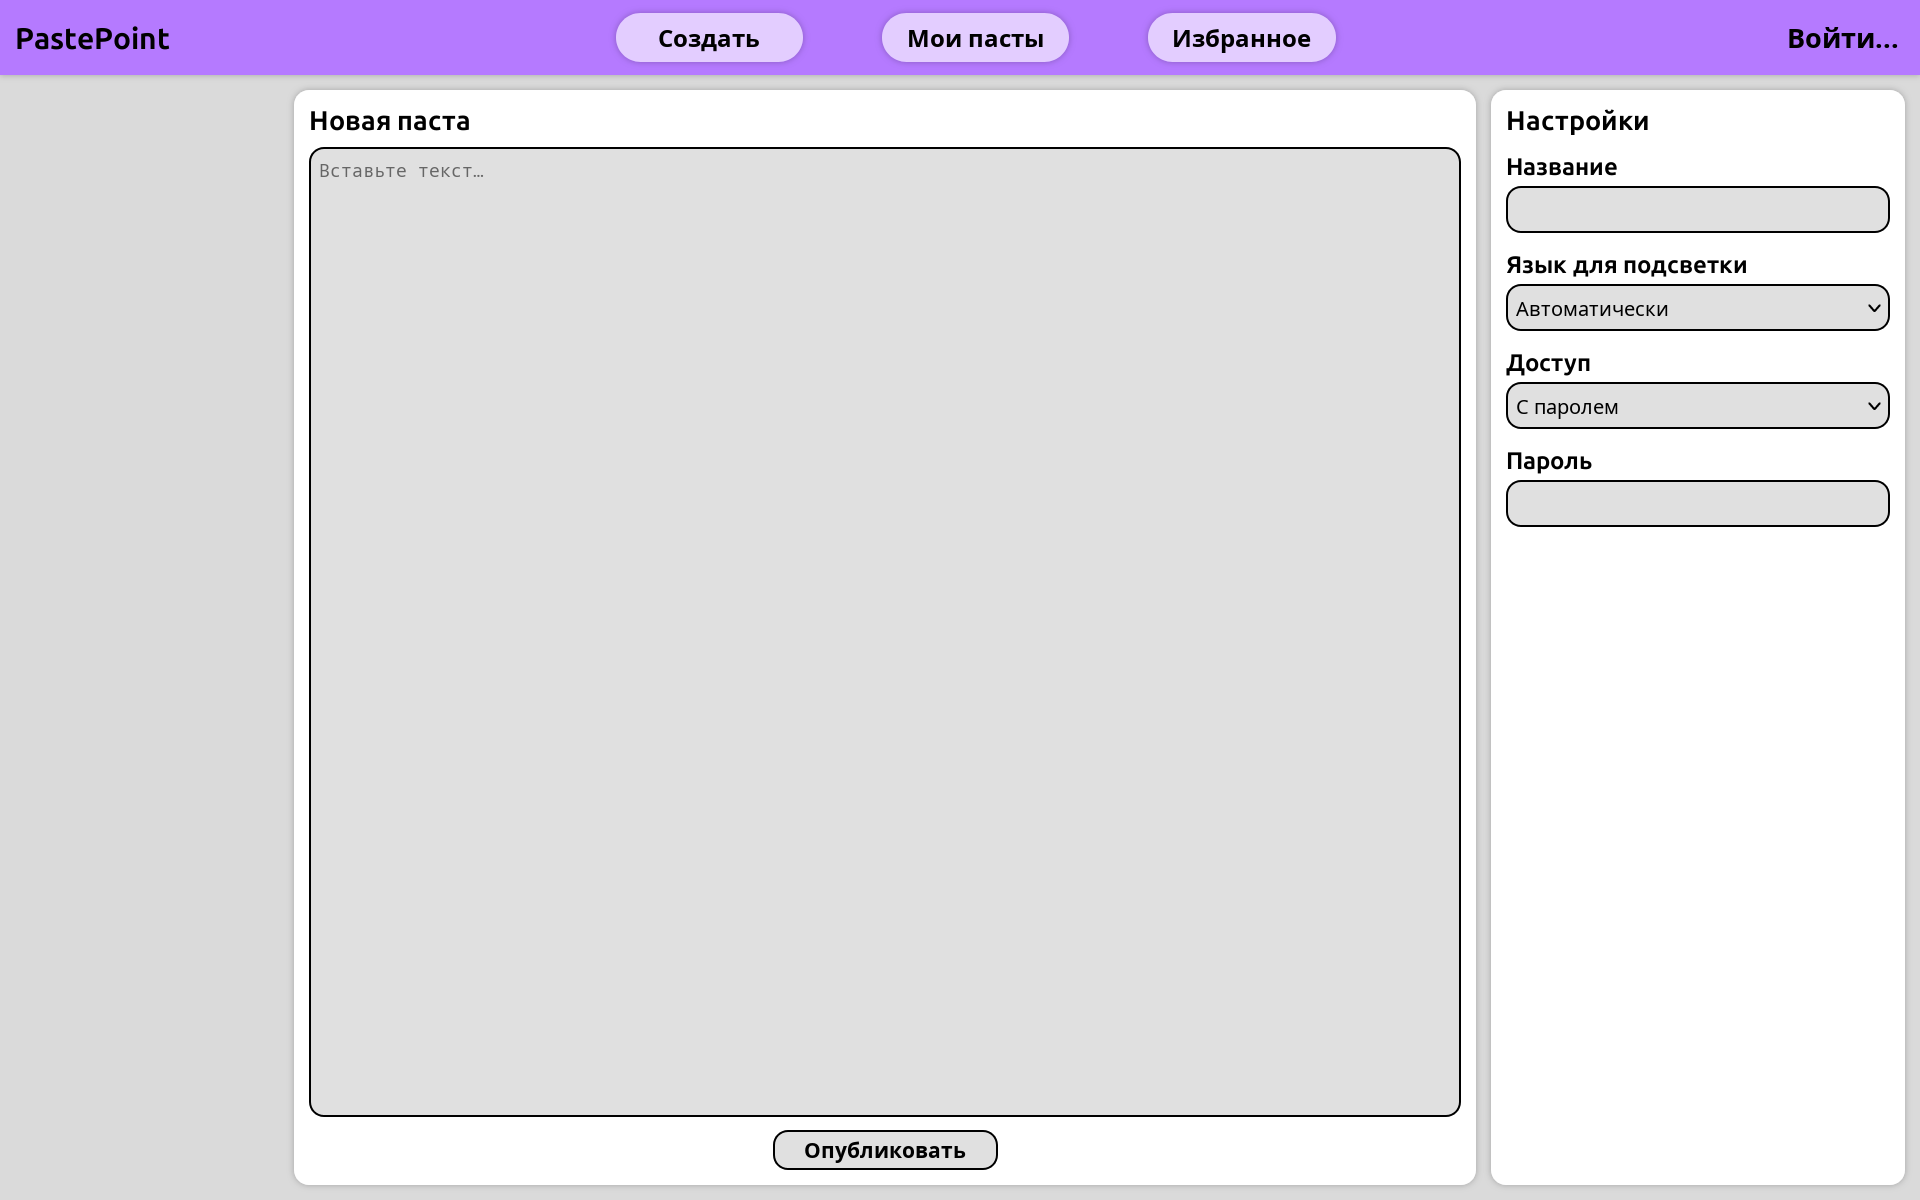 PastePoint
Создать
Мои пасты
Избранное
Войти...
Новая паста
Вставьте текст…
Опубликовать
Настройки
Название
Язык для подсветки
Автоматически
Доступ
С паролем
Пароль